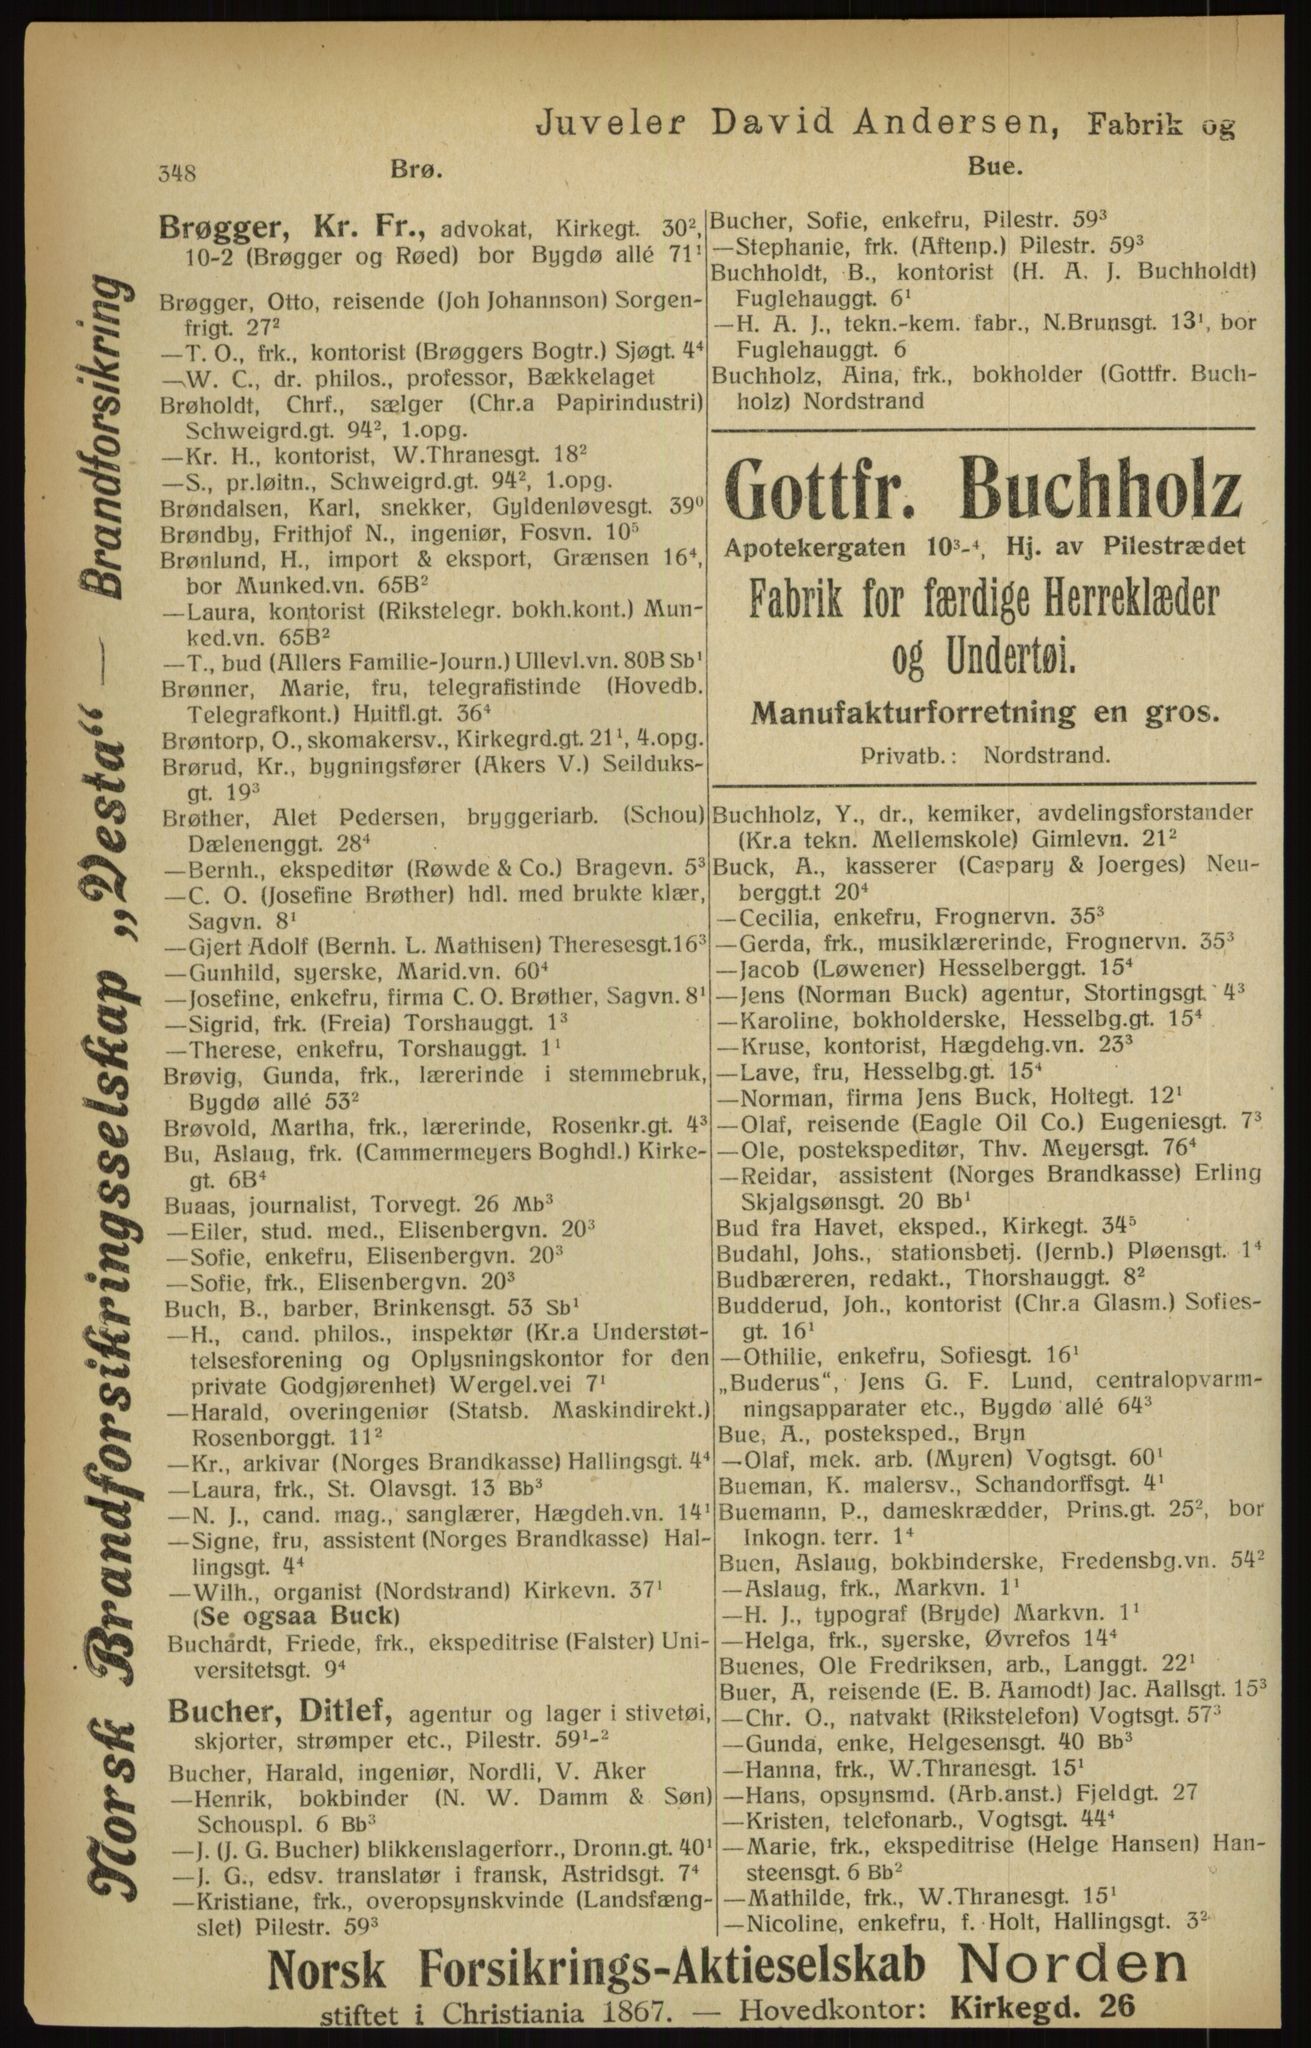 Juveler David Andersen, Fabrik og
348
Brø.
Bue.
Norsk Brandforsikringsselskap „Vesta“ — Brandforsikring
Brøgger, Kr. Fr., advokat, Kirkegt. 30²,
10-2 (Brøgger og Røed) bor Bygdø allé 71¹
Brøgger, Otto, reisende (Joh Johannson) Sorgen-
frigt. 27²
—T. O., frk., kontorist (Brøggers Bogtr.) Sjøgt. 4⁴
—W. C., dr. philos., professor, Bækkelaget
Brøholdt, Chrf., sælger (Chr.a Papirindustri)
Schweigrd.gt. 94², 1.opg.
—Kr. H., kontorist, W.Thranesgt. 18²
—S., pr.løitn., Schweigrd.gt. 94², 1.opg.
Brøndalsen, Karl, snekker, Gyldenløvesgt. 39⁰
Brøndby, Frithjof N., ingeniør, Fosvn. 10⁵
Brønlund, H., import & eksport, Grænsen 16⁴,
bor Munked.vn. 65B²
—Laura, kontorist (Rikstelegr. bokh.kont.) Mun-
ked.vn. 65B²
—T., bud (Allers Familie-Journ.) Ullevl.vn. 80B Sb¹
Brønner, Marie, fru, telegrafistinde (Hovedb.
Telegrafkont.) Huitfl.gt. 36⁴
Brøntorp, O., skomakersv., Kirkegrd.gt. 21¹, 4.opg.
Brørud, Kr., bygningsfører (Akers V.) Seilduks-
gt. 19³
Brøther, Alet Pedersen, bryggeriarb. (Schou)
Dælenenggt. 28⁴
—Bernh., ekspeditør (Røwde & Co.) Bragevn. 5³
—C. O. (Josefine Brøther) hdl. med brukte klær,
Sagvn. 8¹
—Gjert Adolf (Bernh. L. Mathisen) Theresesgt. 16³
—Gunhild, syerske, Marid.vn. 60⁴
—Josefine, enkefru, firma C. O. Brøther, Sagvn. 8¹
—Sigrid, frk. (Freia) Torshauggt. 1³
—Therese, enkefru, Torshauggt. 1¹
Brøvig, Gunda, frk., lærerinde i stemmebruk,
Bygdø allé 53²
Brøvold, Martha, frk., lærerinde, Rosenkr.gt. 4³
Bu, Aslaug, frk. (Cammermeyers Boghdl.) Kirke-
gt. 6B⁴
Buaas, journalist, Torvegt. 26 Mb³
—Eiler, stud. med., Elisenbergvn. 20³
—Sofie, enkefru, Elisenbergvn. 20³
—Sofie, frk., Elisenbergvn. 20³
Buch, B., barber, Brinkensgt. 53 Sb¹
—H., cand. philos., inspektør (Kr.a Understøt-
telsesforening og Oplysningskontor for den
private Godgjørenhet) Wergel.vei 7¹
—Harald, overingeniør (Statsb. Maskindirekt.)
Rosenborggt. 11²
—Kr., arkivar (Norges Brandkasse) Hallingsgt. 4⁴
—Laura, frk., St. Olavsgt. 13 Bb³
—N. J., cand. mag., sanglærer, Hægdeh.vn. 14¹
—Signe, fru, assistent (Norges Brandkasse) Hal-
lingsgt. 4⁴
—Wilh., organist (Nordstrand) Kirkevn. 37¹
(Se ogsaa Buck)
Buchardt, Friede, frk., ekspeditrise (Falster) Uni-
versitetsgt. 9⁴
Bucher, Ditlef, agentur og lager i stivetøi,
skjorter, strømper etc., Pilestr. 59¹-²
Bucher, Harald, ingeniør, Nordli, V. Aker
—Henrik, bokbinder (N. W. Damm & Søn)
Schouspl. 6 Bb³
—J. (J. G. Bucher) blikkenslagerforr., Dronn.gt. 40¹
—J. G., edsv. translatør i fransk, Astridsgt. 7⁴
—Kristiane, frk., overopsynskvinde (Landsfæng-
slet) Pilestr. 59³
Bucher, Sofie, enkefru, Pilestr. 59³
—Stephanie, frk. (Aftenp.) Pilestr. 59³
Buchholdt, B., kontorist (H. A. J. Buchholdt)
Fuglehauggt. 6¹
—H. A. J., tekn.-kem. fabr., N.Brunsgt. 13¹, bor
Fuglehauggt. 6
Buchholz, Aina, frk., bokholder (Gottfr. Buch-
holz) Nordstrand
Gottfr. Buchholz
Apotekergaten 10³-⁴, Hj. av Pilestrædet
Fabrik for færdige Herreklæder
og Undertøi.
Manufakturforretning en gros.
Privatb.: Nordstrand.
Buchholz, Y., dr., kemiker, avdelingsforstander
(Kr.a tekn. Mellemskole) Gimlevn. 21²
Buck, A., kasserer (Caspary & Joerges) Neu-
berggt.t 20⁴
—Cecilia, enkefru, Frognervn. 35³
—Gerda, frk., musiklærerinde, Frognervn. 35³
—Jacob (Løwener) Hesselberggt. 15⁴
—Jens (Norman Buck) agentur, Stortingsgt. 4³
—Karoline, bokholderske, Hesselbg.gt. 15⁴
—Kruse, kontorist, Hægdehg.vn. 23³
—Lave, fru, Hesselbg.gt. 15⁴
—Norman, firma Jens Buck, Holtegt. 12¹
—Olaf, reisende (Eagle Oil Co.) Eugeniesgt. 7³
—Ole, postekspeditør, Thv. Meyersgt. 76⁴
—Reidar, assistent (Norges Brandkasse) Erling
Skjalgsønsgt. 20 Bb¹
Bud fra Havet, eksped., Kirkegt. 34⁵
Budahl, Johs., stationsbetj. (Jernb.) Pløensgt. 1⁴
Budbæreren, redakt., Thorshauggt. 8²
Budderud, Joh., kontorist (Chr.a Glasm.) Sofies-
gt. 16¹
—Othilie, enkefru, Sofiesgt. 16¹
„Buderus“, Jens G. F. Lund, centralopvarm-
ningsapparater etc., Bygdø allé 64³
Bue, A., posteksped., Bryn
—Olaf, mek. arb. (Myren) Vogtsgt. 60¹
Bueman, K. malersv., Schandorffsgt. 4¹
Buemann, P., dameskrædder, Prins.gt. 25², bor
Inkogn. terr. 1⁴
Buen, Aslaug, bokbinderske, Fredensbg.vn. 54²
—Aslaug, frk., Markvn. 1¹
—H. J., typograf (Bryde) Markvn. 1¹
—Helga, frk., syerske, Øvrefos 14⁴
Buenes, Ole Fredriksen, arb., Langgt. 22¹
Buer, A, reisende (E. B. Aamodt) Jac. Aallsgt. 15³
—Chr. O., natvakt (Rikstelefon) Vogtsgt. 57³
—Gunda, enke, Helgesensgt. 40 Bb³
—Hanna, frk., W.Thranesgt. 15¹
—Hans, opsynsmd. (Arb.anst.) Fjeldgt. 27
—Kristen, telefonarb., Vogtsgt. 44⁴
—Marie, frk., ekspeditrise (Helge Hansen) Han-
steensgt. 6 Bb²
—Mathilde, frk., W.Thranesgt. 15¹
—Nicoline, enkefru, f. Holt, Hallingsgt. 3²
Norsk Forsikrings-Aktieselskab Norden
stiftet i Christiania 1867. — Hovedkontor: Kirkegd. 26